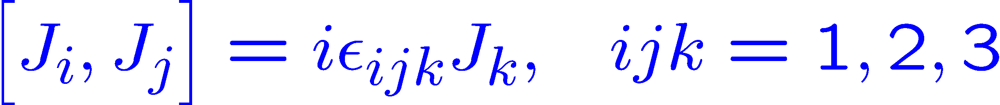 [J_i, J_j] = iϵ_{ijk}J_k, ijk = 1, 2, 3